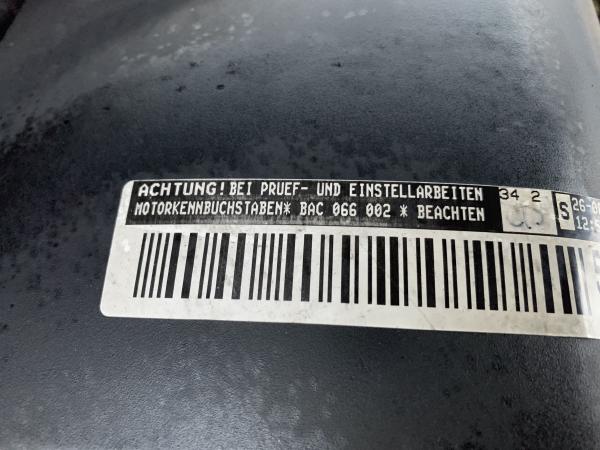 ACHTUNG! BEI PRUEF- UND EINSTELLARBEITEN
MOTORKENNBUCHSTABEN* BAC 066 002 * BEACHTEN
34 2
S